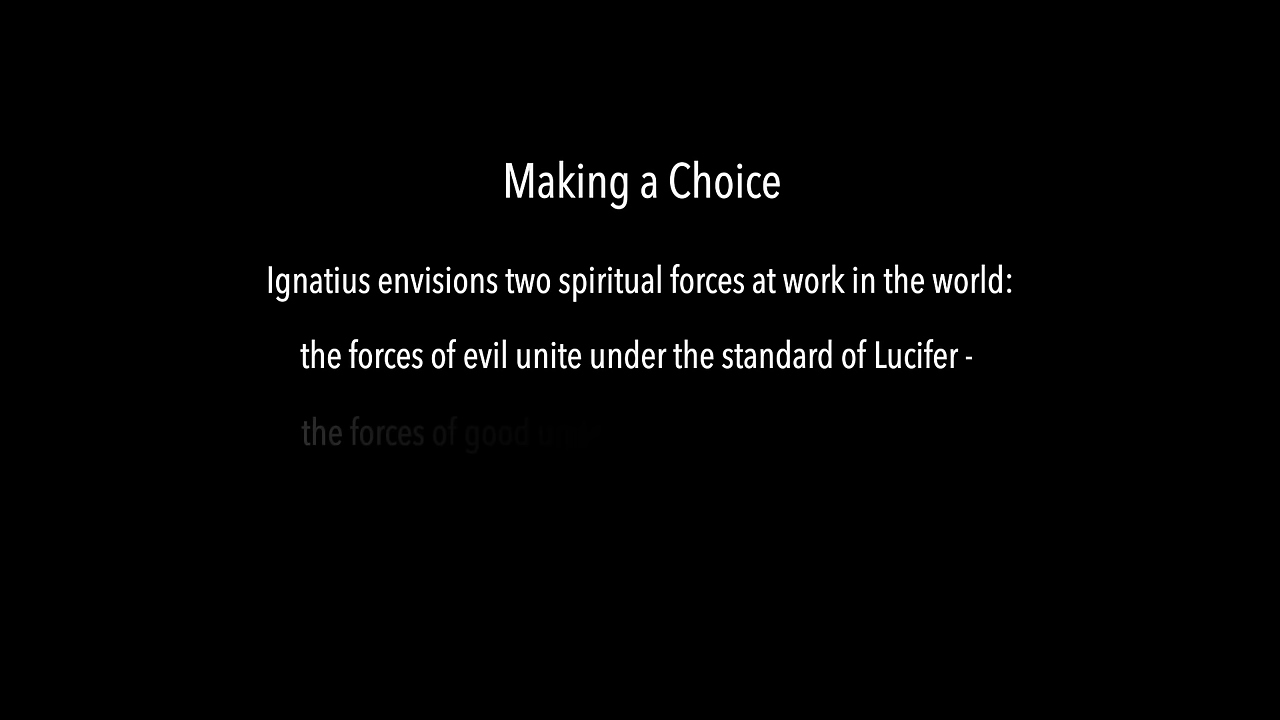 Making a Choice
Ignatius envisions two spiritual forces at work in the world:
the forces of evil unite under the standard of Lucifer -
the forces of good